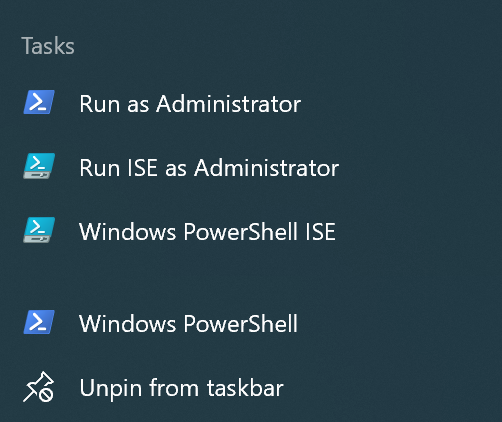 Tasks
Run as Administrator
Run ISE as Administrator
Windows PowerShell ISE
Windows PowerShell
Unpin from taskbar